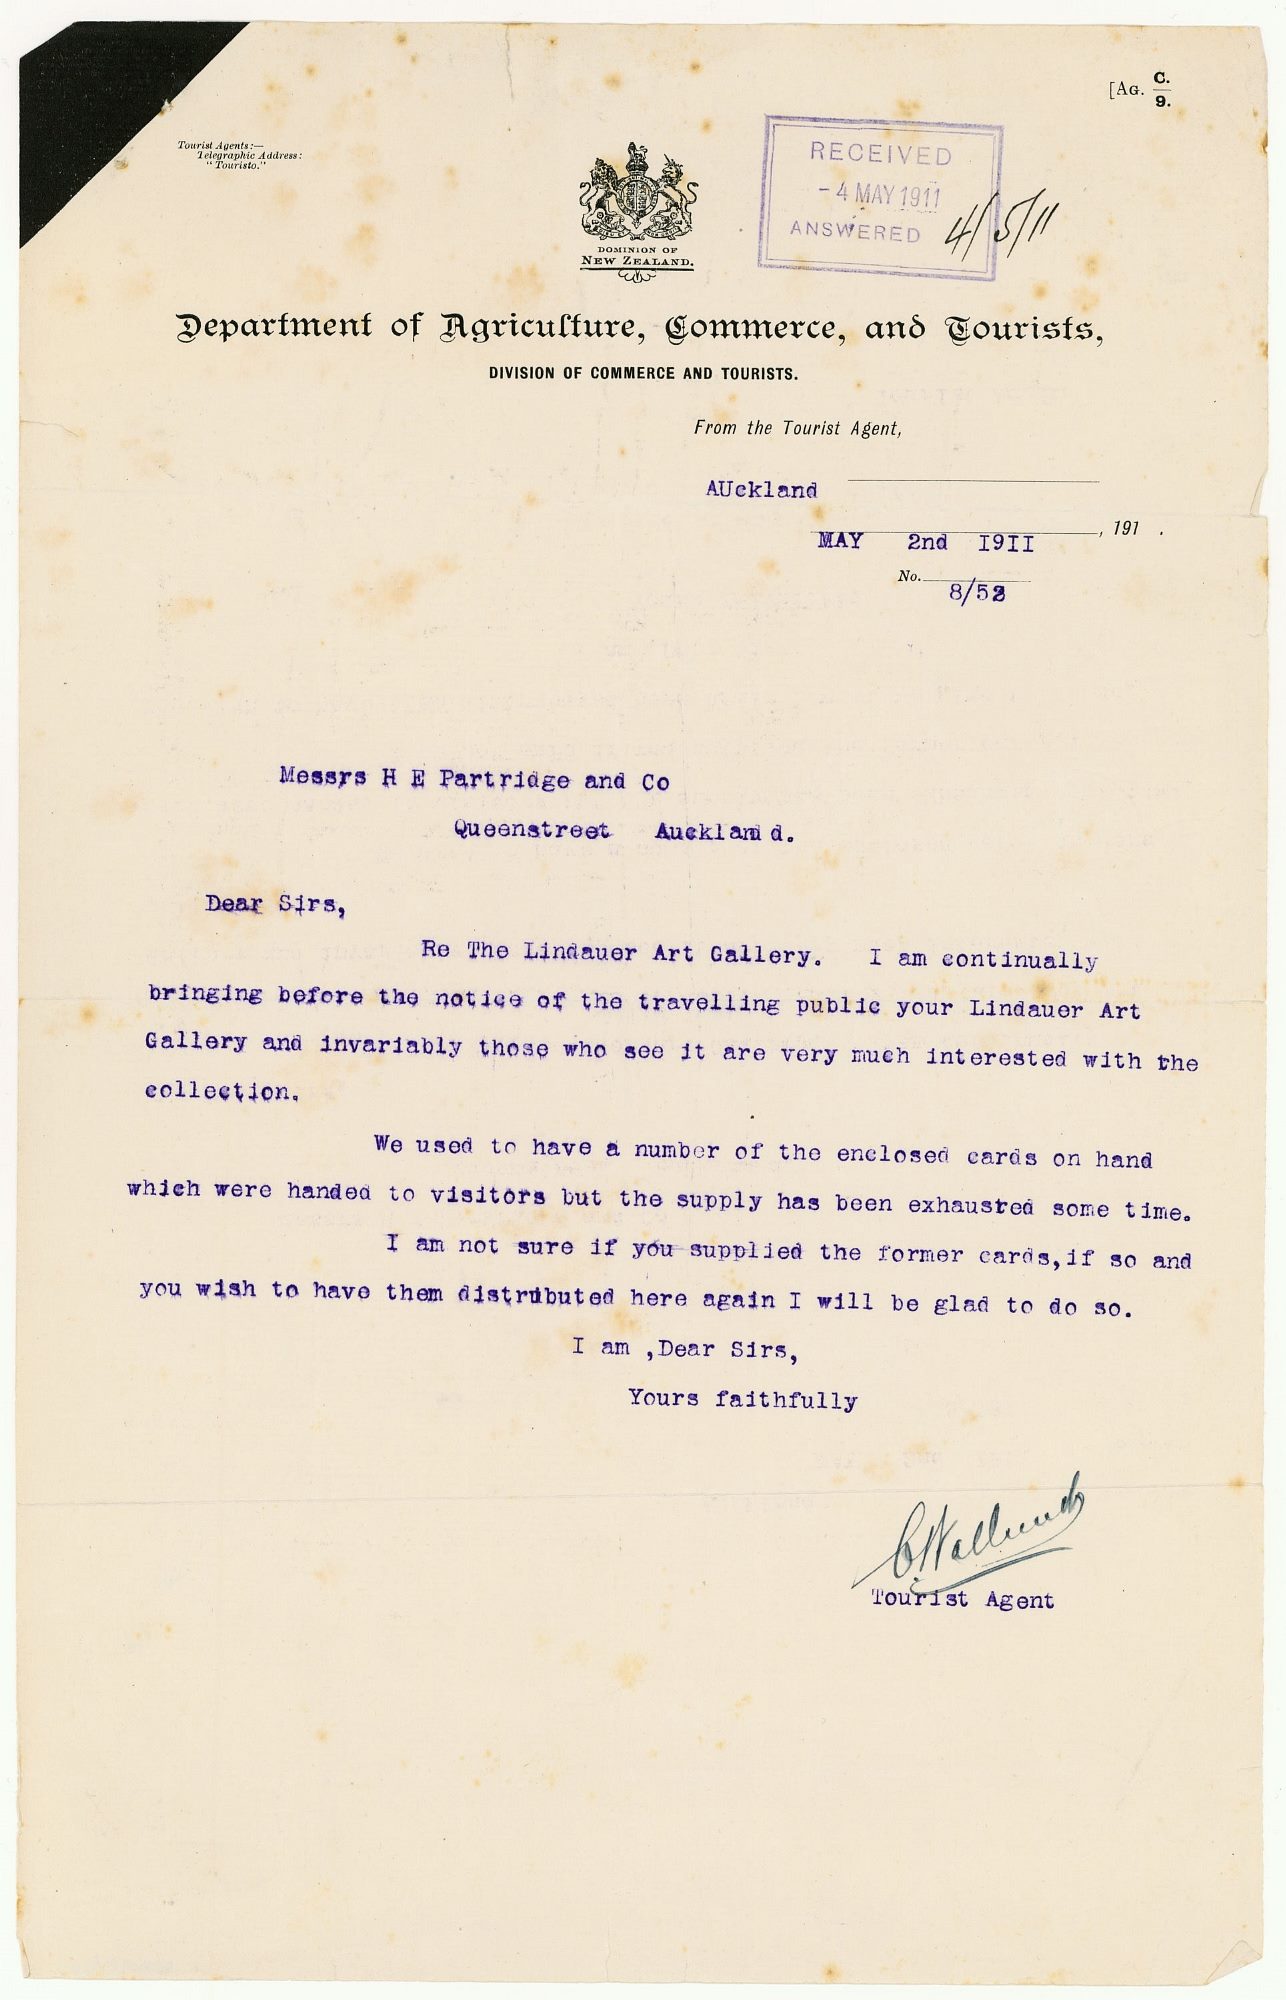 [AG. C. 9.
Tourist Agents:—
Telegraphic Address:
"Touristo."
RECEIVED
- 4 MAY 1911
ANSWERED 4/5/11
DOMINION OF
NEW ZEALAND.
Department of Agriculture, Commerce, and Tourists,
DIVISION OF COMMERCE AND TOURISTS.
From the Tourist Agent,
AUckland
, 191 .
MAY 2nd I9II
No.
8/52
Messrs H E Partridge and Co
Queenstreet Auckland d.
Dear Sirs,
Re The Lindauer Art Gallery. I am continually
bringing before the notice of the travelling public your Lindauer Art
Gallery and invariably those who see it are very much interested with the
collection.
We used to have a number of the enclosed cards on hand
which were handed to visitors but the supply has been exhausted some time.
I am not sure if you supplied the former cards,if so and
you wish to have them distributed here again I will be glad to do so.
I am ,Dear Sirs,
Yours faithfully
Tourist Agent